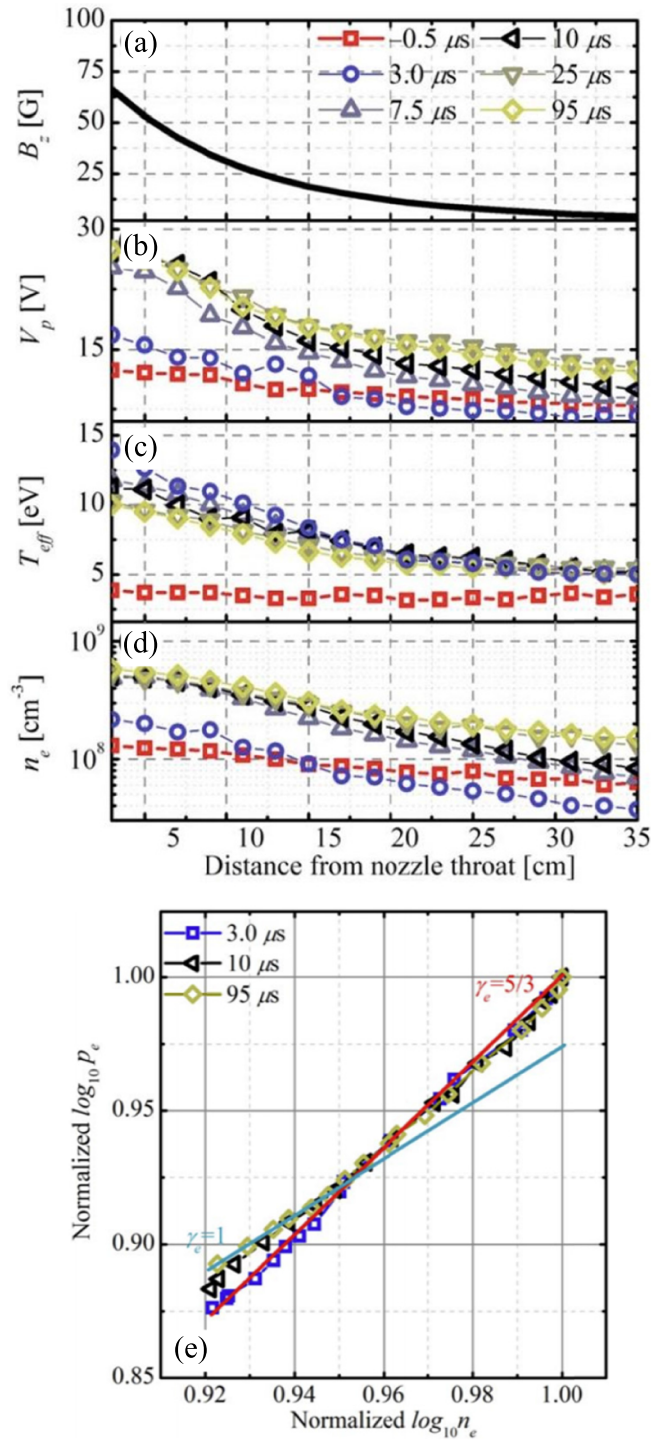 (a)
100
75
50
25
B_z [G]
–0.5 μs
10 μs
3.0 μs
25 μs
7.5 μs
95 μs
(b)
30
15
V_p [V]
(c)
15
10
5
T_eff [eV]
(d)
10^9
10^8
n_e [cm^-3]
5 10 15 20 25 30 35
Distance from nozzle throat [cm]
3.0 μs
10 μs
95 μs
γ_e=5/3
γ_e=1
1.00
0.95
0.90
0.85
Normalized log_10 p_e
(e)
0.92 0.94 0.96 0.98 1.00
Normalized log_10 n_e